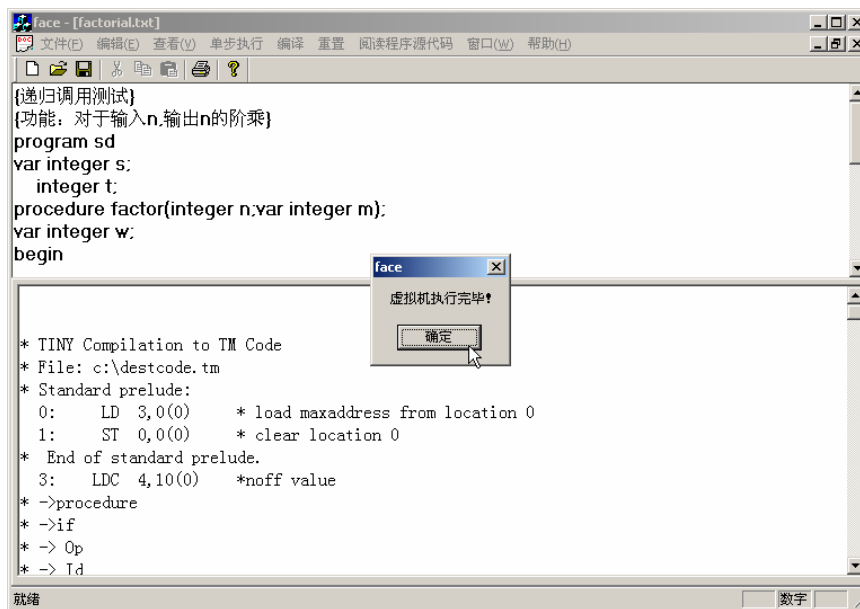 face - [factorial.txt]
文件(F) 编辑(E) 查看(V) 单步执行 编译 重置 阅读程序源代码 窗口(W) 帮助(H)
{递归调用测试}
{功能：对于输入n,输出n的阶乘}
program sd
var integer s;
integer t;
procedure factor(integer n;var integer m);
var integer w;
begin
face
虚拟机执行完毕!
确定
* TINY Compilation to TM Code
* File: c:\destcode.tm
* Standard prelude:
0: LD 3,0(0) * load maxaddress from location 0
1: ST 0,0(0) * clear location 0
* End of standard prelude.
3: LDC 4,10(0) *noff value
* ->procedure
* ->if
* -> Op
* -> Id
就绪 数字